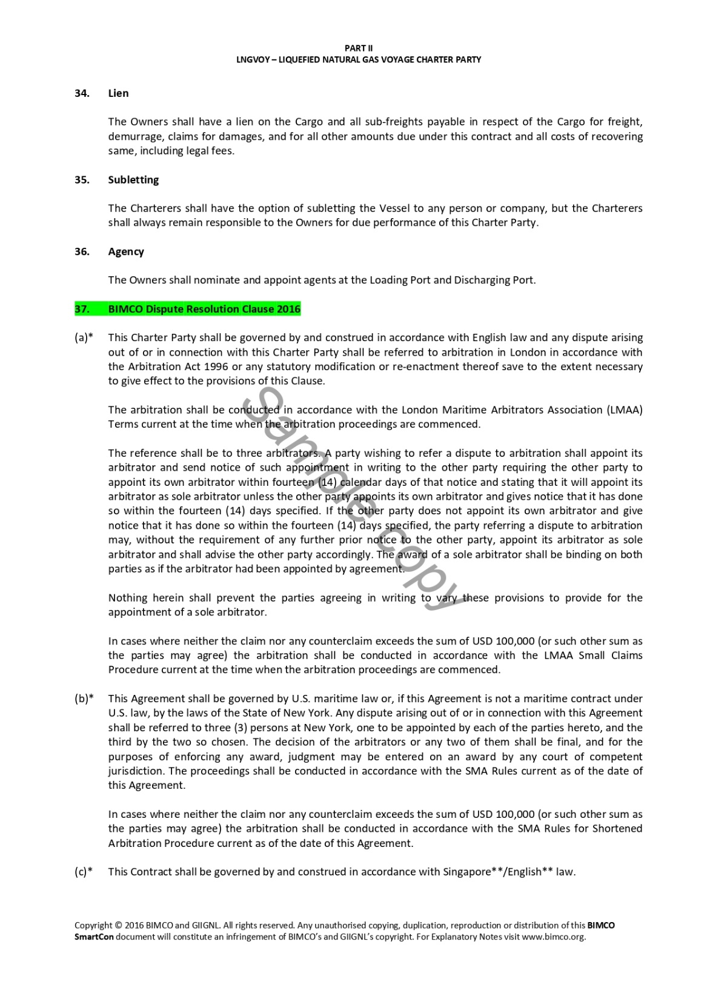 PART II
LNGVOY – LIQUEFIED NATURAL GAS VOYAGE CHARTER PARTY
34. Lien
The Owners shall have a lien on the Cargo and all sub-freights payable in respect of the Cargo for freight,
demurrage, claims for damages, and for all other amounts due under this contract and all costs of recovering
same, including legal fees.
35. Subletting
The Charterers shall have the option of subletting the Vessel to any person or company, but the Charterers
shall always remain responsible to the Owners for due performance of this Charter Party.
36. Agency
The Owners shall nominate and appoint agents at the Loading Port and Discharging Port.
37. BIMCO Dispute Resolution Clause 2016
(a)* This Charter Party shall be governed by and construed in accordance with English law and any dispute arising
out of or in connection with this Charter Party shall be referred to arbitration in London in accordance with
the Arbitration Act 1996 or any statutory modification or re-enactment thereof save to the extent necessary
to give effect to the provisions of this Clause.
The arbitration shall be conducted in accordance with the London Maritime Arbitrators Association (LMAA)
Terms current at the time when the arbitration proceedings are commenced.
The reference shall be to three arbitrators. A party wishing to refer a dispute to arbitration shall appoint its
arbitrator and send notice of such appointment in writing to the other party requiring the other party to
appoint its own arbitrator within fourteen (14) calendar days of that notice and stating that it will appoint its
arbitrator as sole arbitrator unless the other party appoints its own arbitrator and gives notice that it has done
so within the fourteen (14) days specified. If the other party does not appoint its own arbitrator and give
notice that it has done so within the fourteen (14) days specified, the party referring a dispute to arbitration
may, without the requirement of any further prior notice to the other party, appoint its arbitrator as sole
arbitrator and shall advise the other party accordingly. The award of a sole arbitrator shall be binding on both
parties as if the arbitrator had been appointed by agreement.
Nothing herein shall prevent the parties agreeing in writing to vary these provisions to provide for the
appointment of a sole arbitrator.
In cases where neither the claim nor any counterclaim exceeds the sum of USD 100,000 (or such other sum as
the parties may agree) the arbitration shall be conducted in accordance with the LMAA Small Claims
Procedure current at the time when the arbitration proceedings are commenced.
(b)* This Agreement shall be governed by U.S. maritime law or, if this Agreement is not a maritime contract under
U.S. law, by the laws of the State of New York. Any dispute arising out of or in connection with this Agreement
shall be referred to three (3) persons at New York, one to be appointed by each of the parties hereto, and the
third by the two so chosen. The decision of the arbitrators or any two of them shall be final, and for the
purposes of enforcing any award, judgment may be entered on an award by any court of competent
jurisdiction. The proceedings shall be conducted in accordance with the SMA Rules current as of the date of
this Agreement.
In cases where neither the claim nor any counterclaim exceeds the sum of USD 100,000 (or such other sum as
the parties may agree) the arbitration shall be conducted in accordance with the SMA Rules for Shortened
Arbitration Procedure current as of the date of this Agreement.
(c)* This Contract shall be governed by and construed in accordance with Singapore**/English** law.
Sample copy
Copyright © 2016 BIMCO and GIIGNL. All rights reserved. Any unauthorised copying, duplication, reproduction or distribution of this BIMCO
SmartCon document will constitute an infringement of BIMCO's and GIIGNL's copyright. For Explanatory Notes visit www.bimco.org.